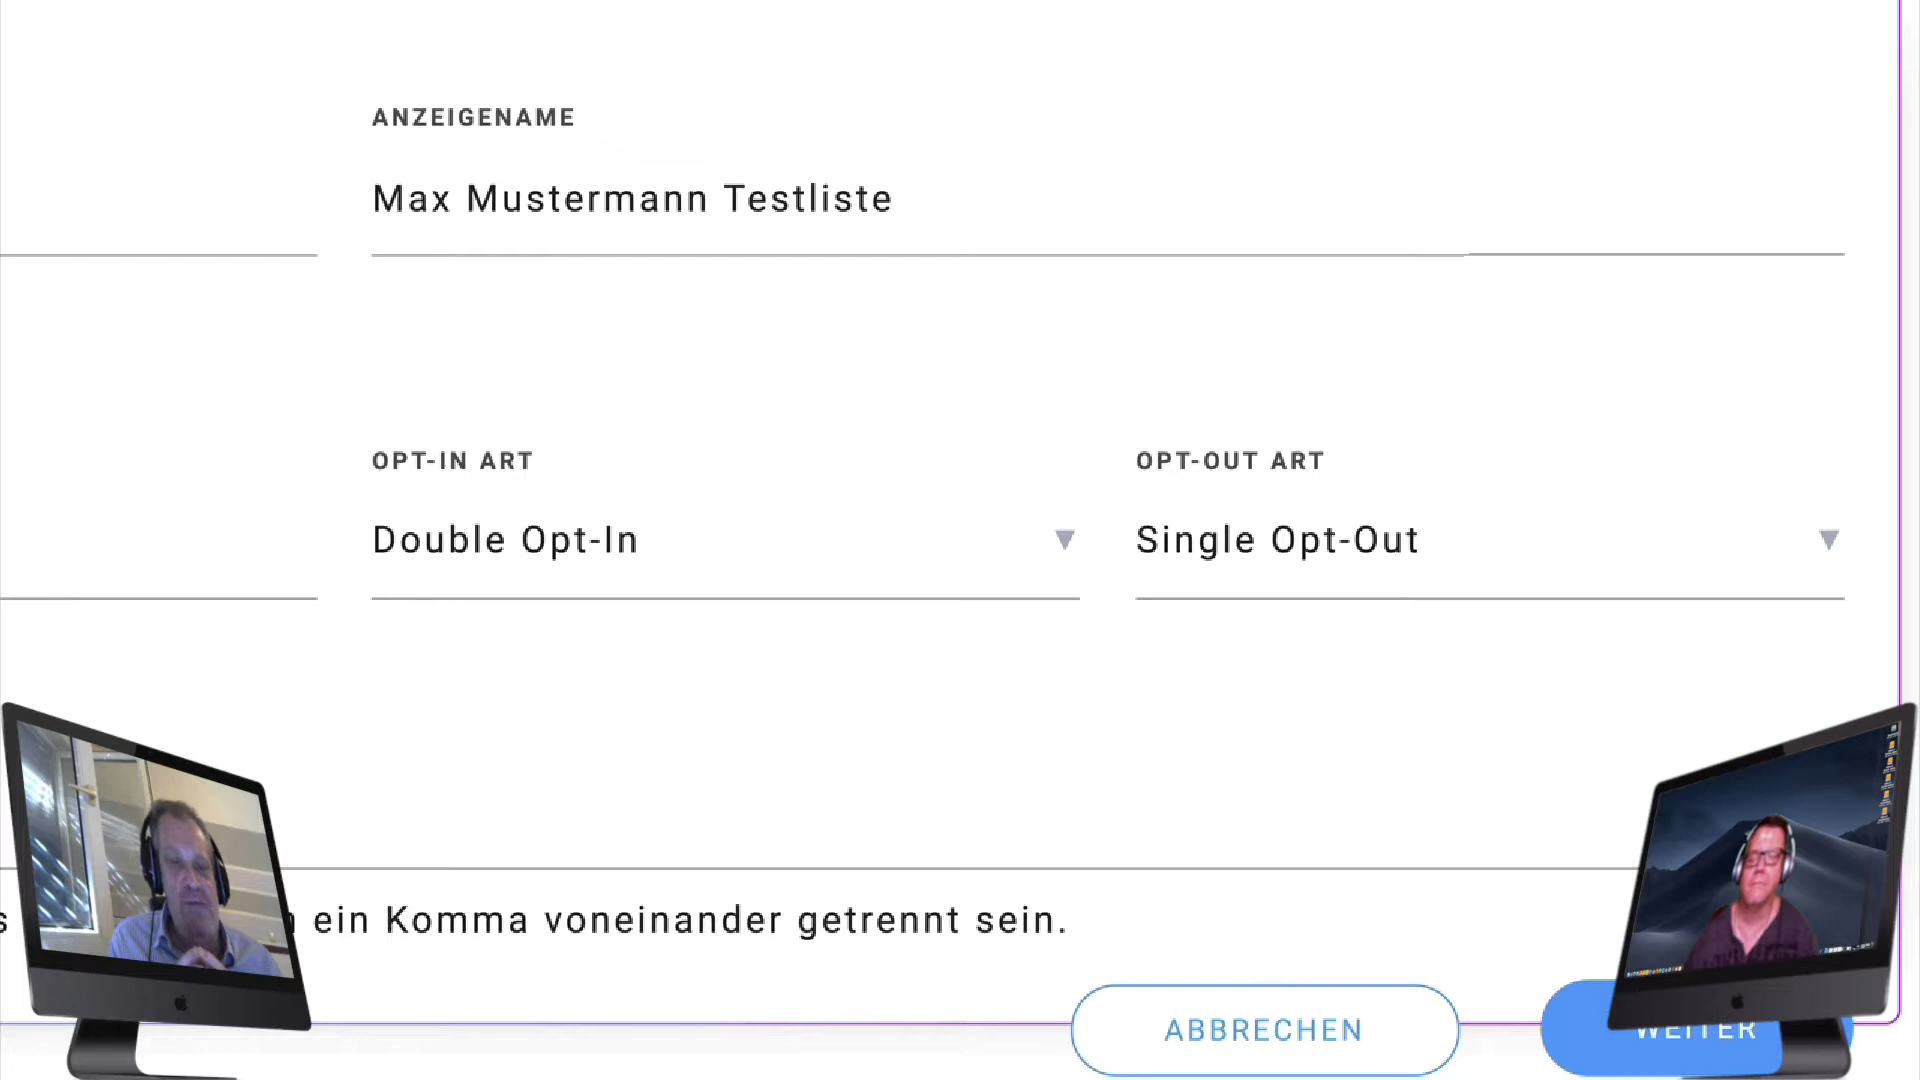 ANZEIGENAME
Max Mustermann Testliste
OPT-IN ART
OPT-OUT ART
Double Opt-In ▼
Single Opt-Out ▼
ein Komma voneinander getrennt sein.
ABBRECHEN
WEITER